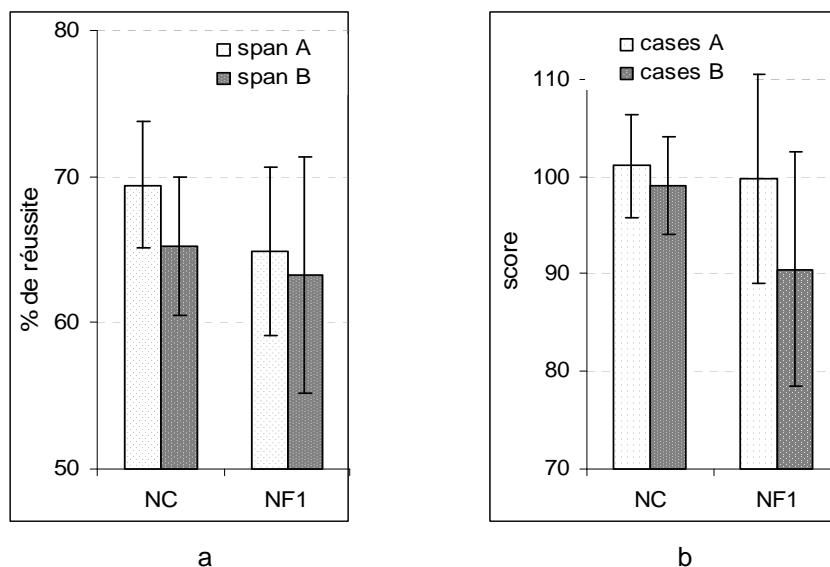 80
70
60
50
% de réussite
span A
span B
NC
NF1
a
110
100
90
80
70
score
cases A
cases B
NC
NF1
b